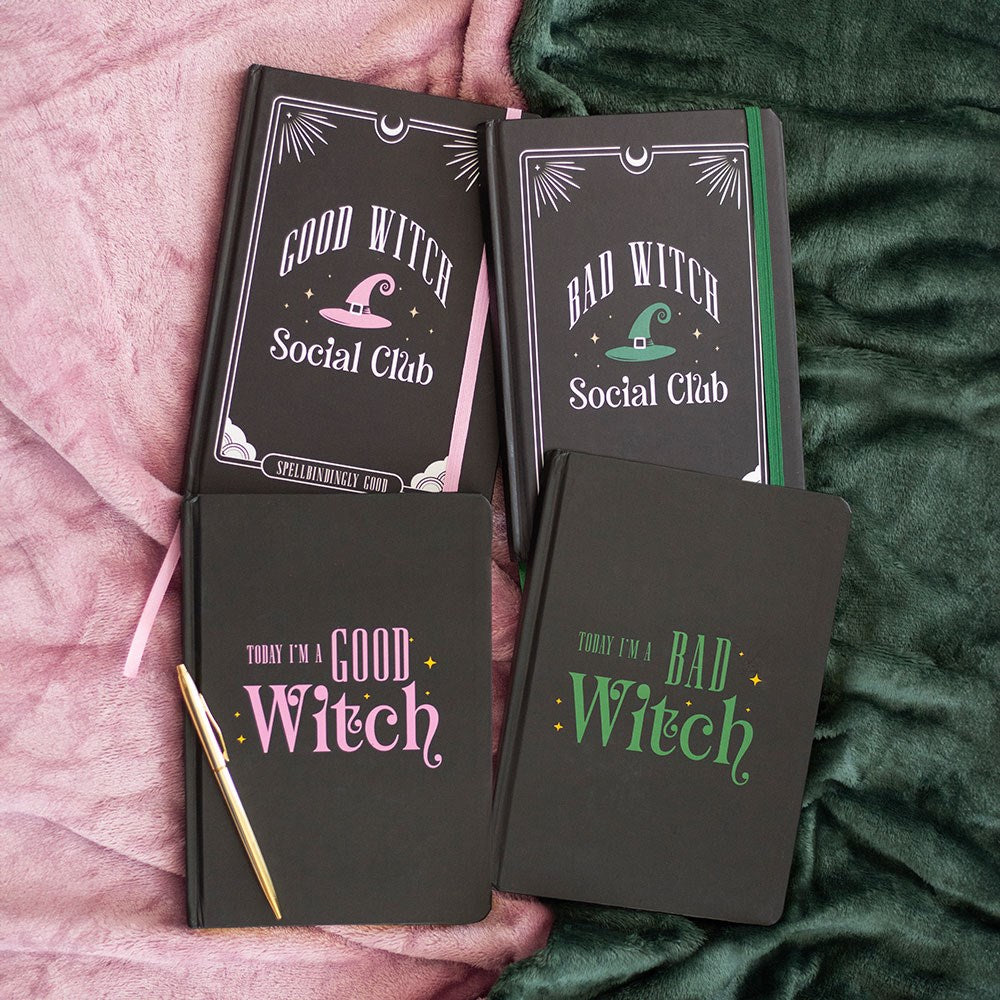 GOOD WITCH
Social Club
SPELLBINDINGLY GOOD
BAD WITCH
Social Club
TODAY I'M A GOOD
Witch
TODAY I'M A BAD
Witch